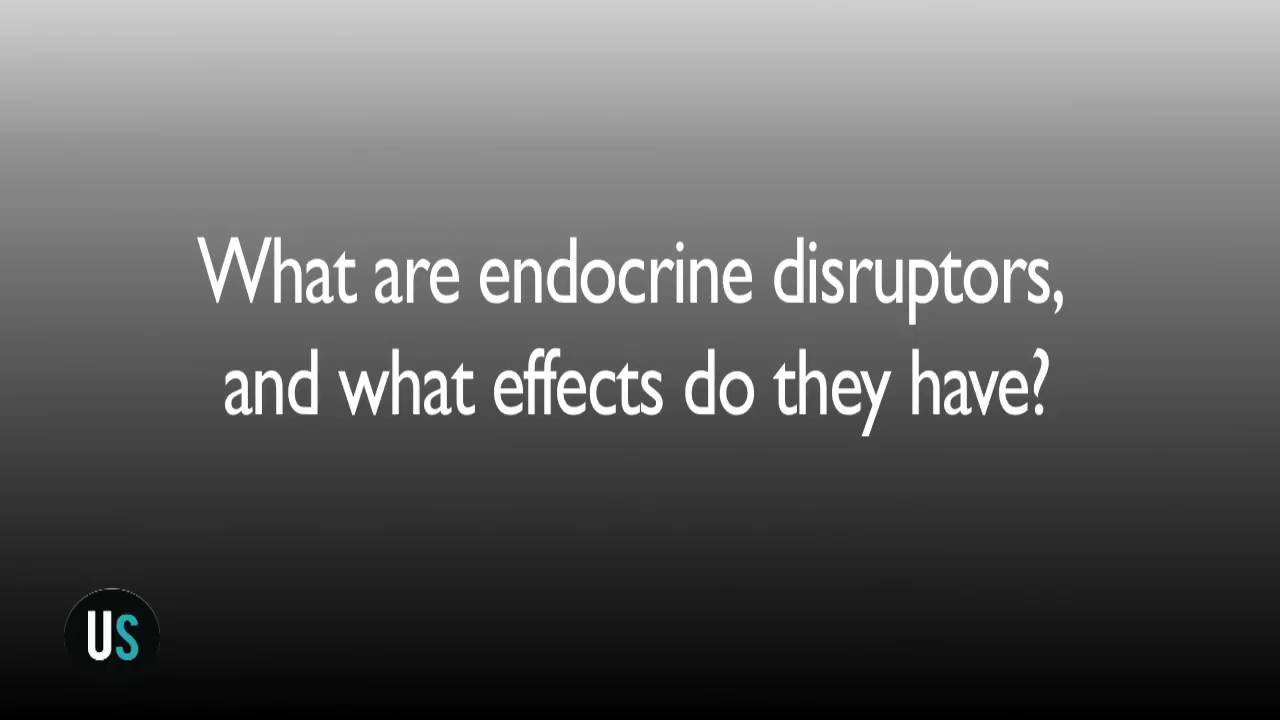 What are endocrine disruptors,
and what effects do they have?
US